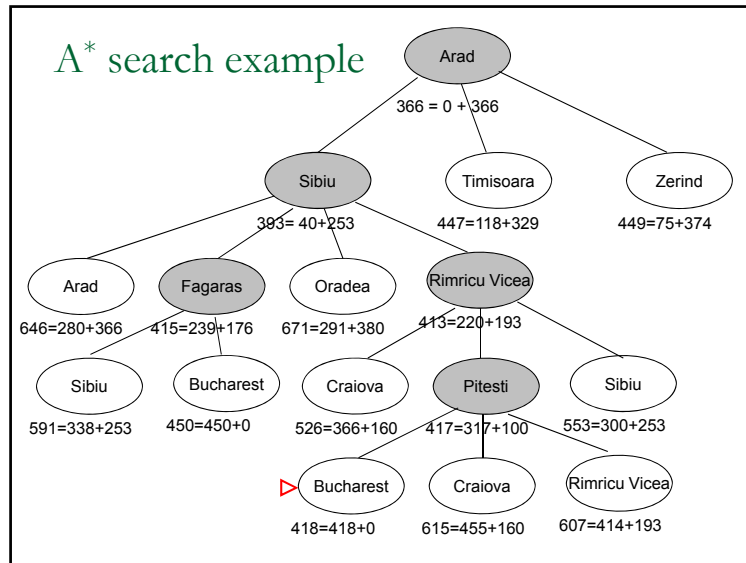 A* search example
Arad
366 = 0 + 366
Sibiu
Timisoara
Zerind
393= 40+253
447=118+329
449=75+374
Arad
Fagaras
Oradea
Rimricu Vicea
646=280+366
415=239+176
671=291+380
413=220+193
Sibiu
Bucharest
Craiova
Pitesti
Sibiu
591=338+253
450=450+0
526=366+160
417=317+100
553=300+253
Bucharest
Craiova
Rimricu Vicea
418=418+0
615=455+160
607=414+193